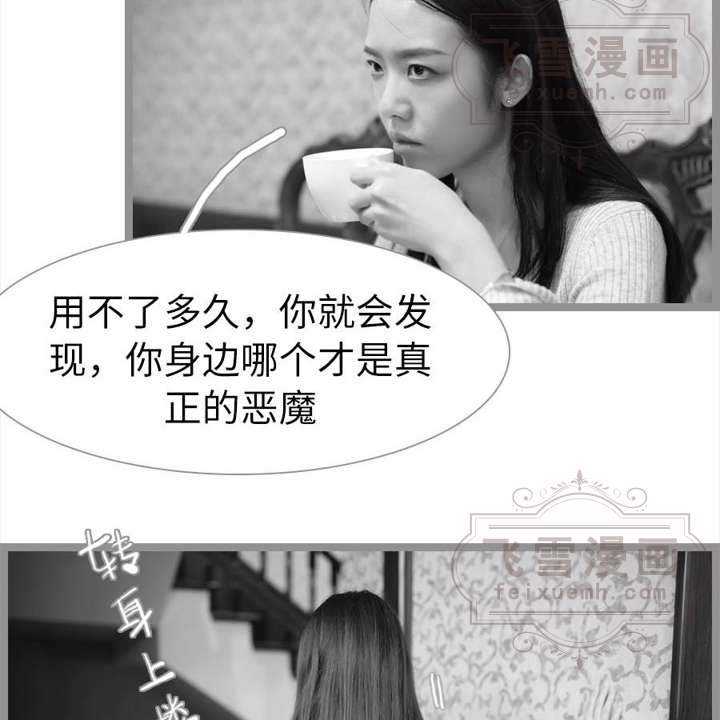 飞雪漫画
feixuemh.com
用不了多久，你就会发
现，你身边哪个才是真
正的恶魔
飞雪漫画
feixuemh.com
转身上楼